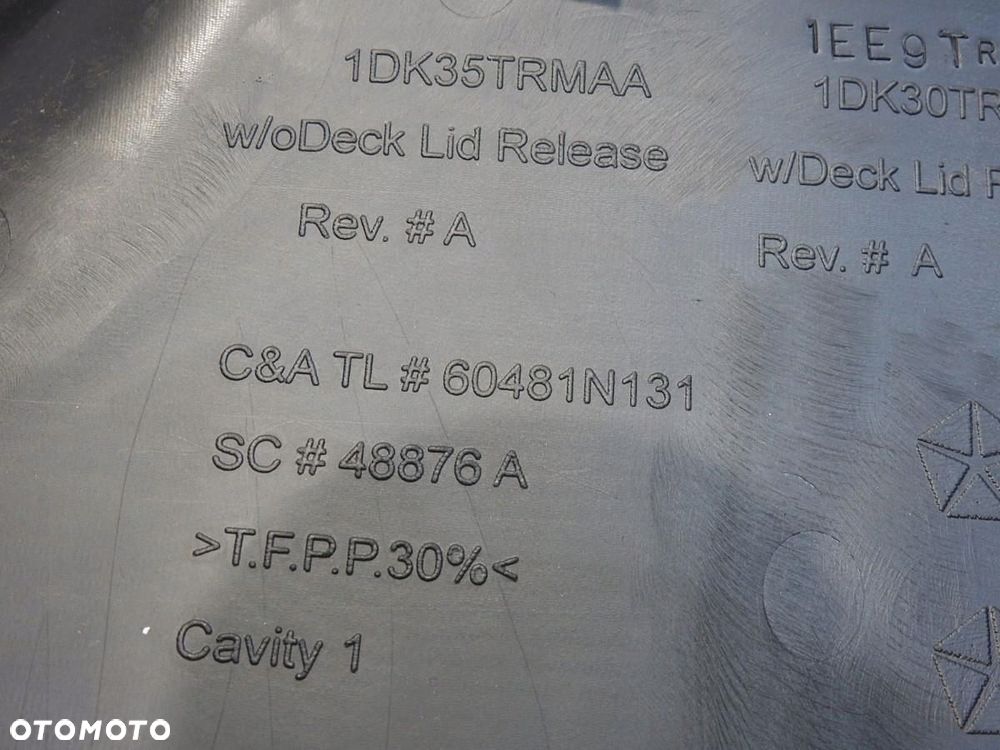 1DK35TRMAA
w/oDeck Lid Release
Rev. # A
C&A TL # 60481N131
SC # 48876 A
>T.F.P.P.30%<
Cavity 1
1EE9TR
1DK30TR
w/Deck Lid
Rev. # A
OTOMOTO